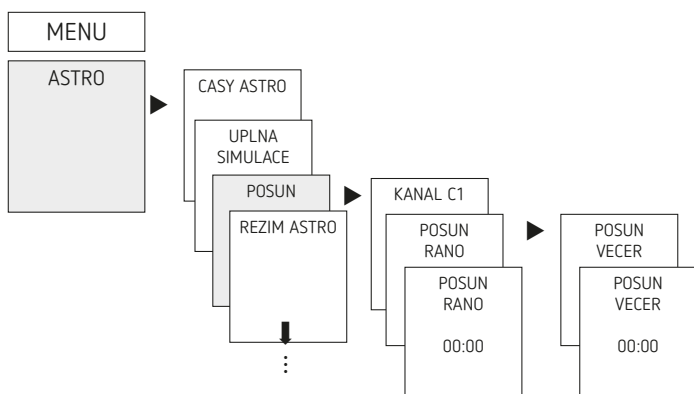 MENU
ASTRO
CASY ASTRO
UPLNA
SIMULACE
POSUN
REZIM ASTRO
KANAL C1
POSUN
RANO
POSUN
RANO
00:00
POSUN
VECER
POSUN
VECER
00:00